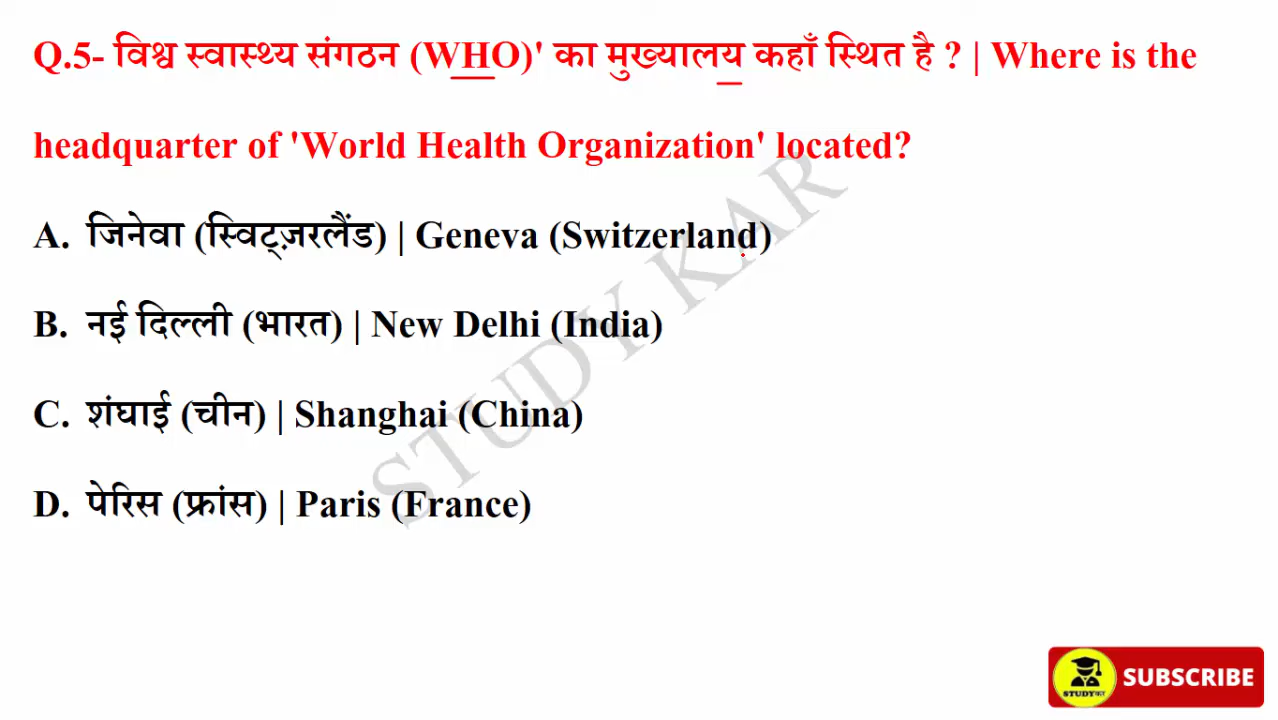 Q.5- विश्व स्वास्थ्य संगठन (WHO)' का मुख्यालय कहाँ स्थित है ? | Where is the
headquarter of 'World Health Organization' located?
A. जिनेवा (स्विट्ज़रलैंड) | Geneva (Switzerland)
B. नई दिल्ली (भारत) | New Delhi (India)
C. शंघाई (चीन) | Shanghai (China)
D. पेरिस (फ्रांस) | Paris (France)
STUDY KAR
STUDYकर
SUBSCRIBE